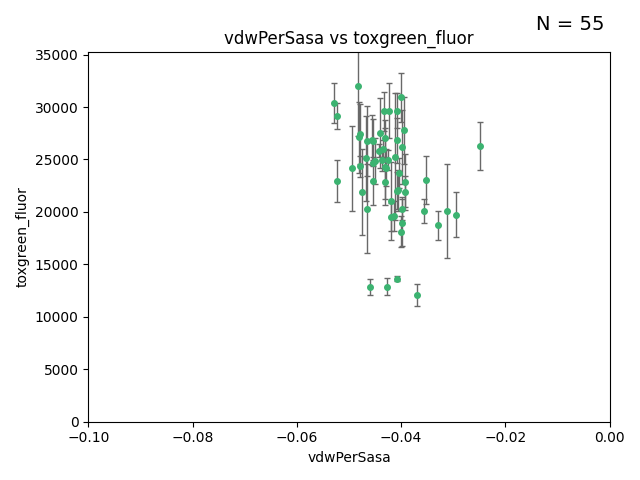 N = 55
vdwPerSasa vs toxgreen_fluor
35000
30000
25000
20000
15000
10000
5000
0
toxgreen_fluor
−0.10 −0.08 −0.06 −0.04 −0.02 0.00
vdwPerSasa